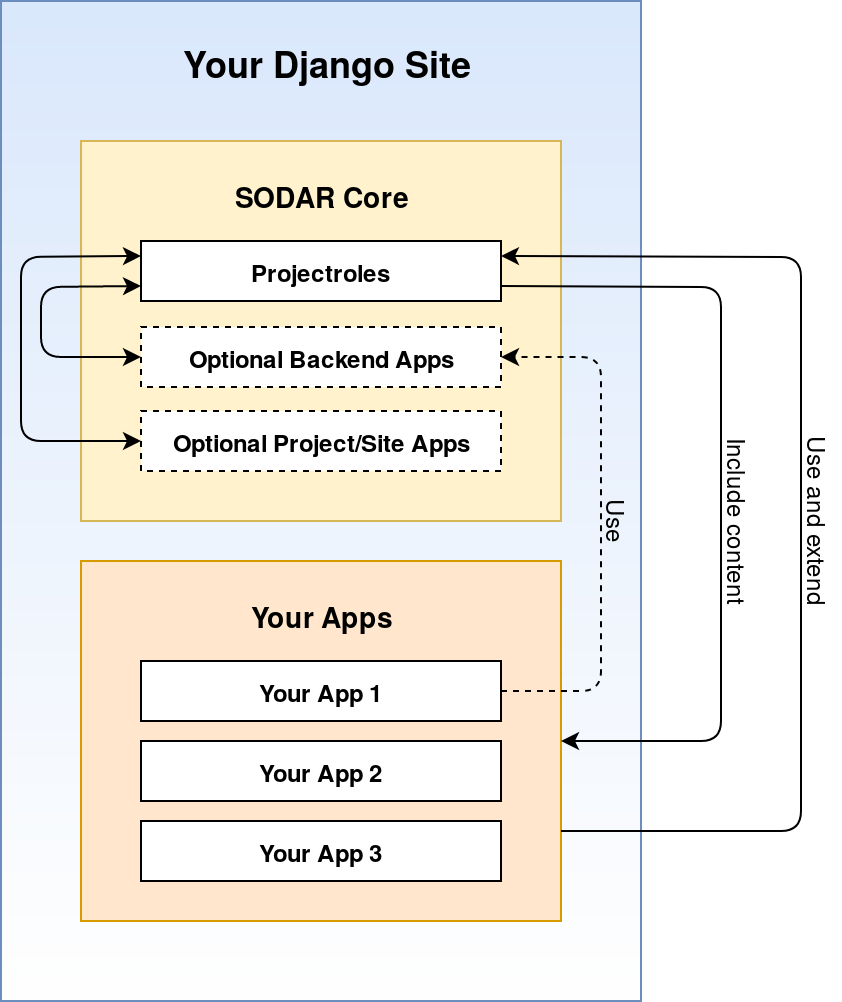 Your Django Site
SODAR Core
Projectroles
Optional Backend Apps
Optional Project/Site Apps
Use
Include content
Use and extend
Your Apps
Your App 1
Your App 2
Your App 3